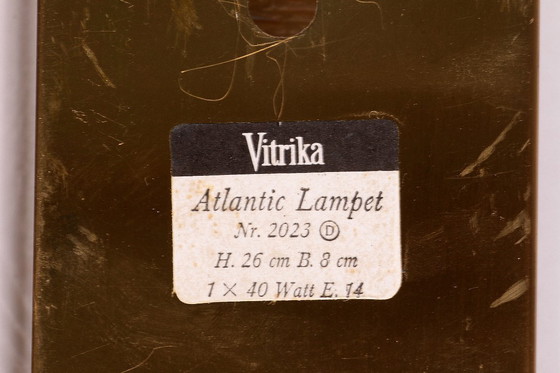 Vitrika
Atlantic Lampet
Nr. 2023 Ⓓ
H. 26 cm B. 8 cm
1 × 40 Watt E. 14